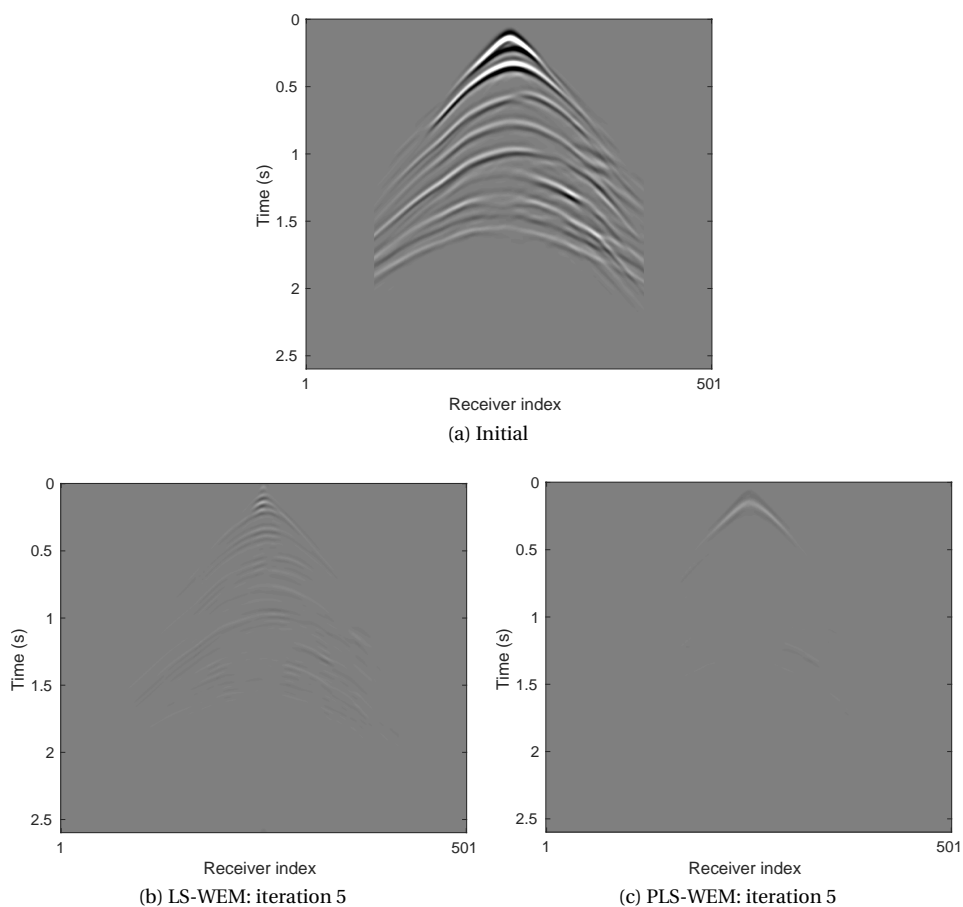 0
0.5
1
1.5
2
2.5
Time (s)
1 501
Receiver index
(a) Initial
0
0.5
1
1.5
2
2.5
Time (s)
1 501
Receiver index
(b) LS-WEM: iteration 5
0
0.5
1
1.5
2
2.5
Time (s)
1 501
Receiver index
(c) PLS-WEM: iteration 5